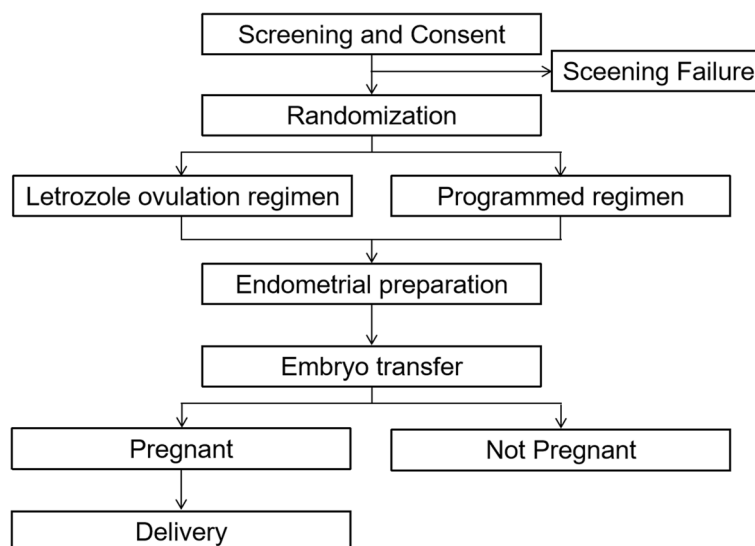 Screening and Consent
Sceening Failure
Randomization
Letrozole ovulation regimen
Programmed regimen
Endometrial preparation
Embryo transfer
Pregnant
Not Pregnant
Delivery